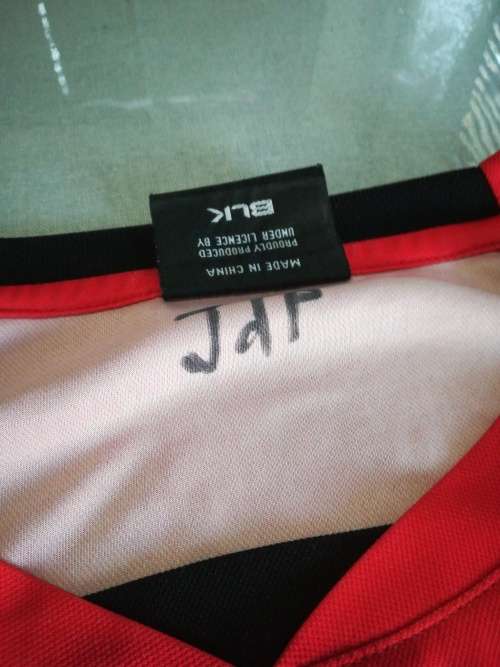 MADE IN CHINA
PROUDLY PRODUCED
UNDER LICENCE BY
BLK
JdP